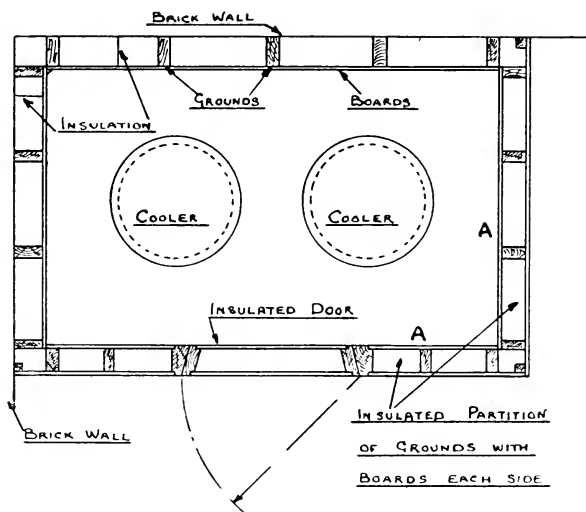 BRICK WALL
GROUNDS
BOARDS
INSULATION
COOLER
COOLER
A
INSULATED DOOR
A
INSULATED PARTITION
OF GROUNDS WITH
BOARDS EACH SIDE
BRICK WALL